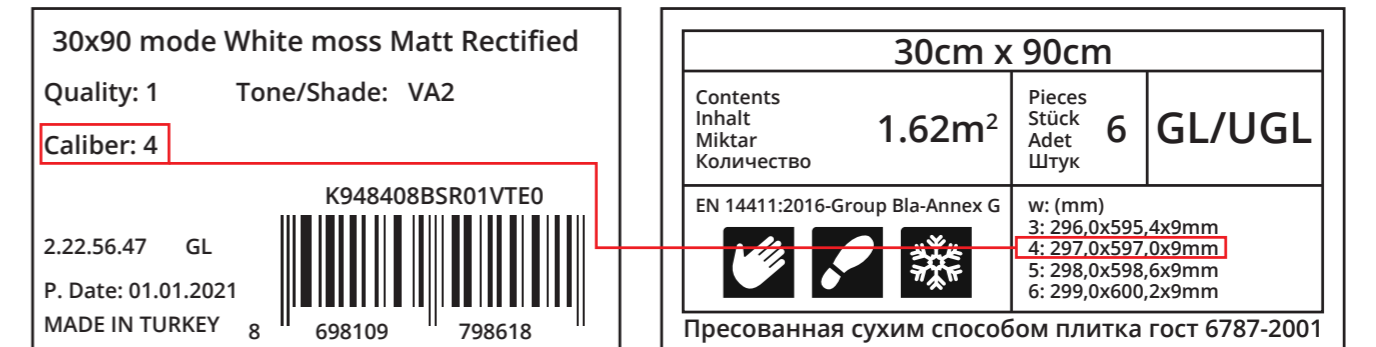 30x90 mode White moss Matt Rectified
Quality: 1 Tone/Shade: VA2
Caliber: 4
K948408BSR01VTE0
2.22.56.47 GL
P. Date: 01.01.2021
MADE IN TURKEY
8 698109 798618
30cm x 90cm
Contents
Inhalt
Miktar
Количество
1.62m²
Pieces
Stück
Adet
Штук
6
GL/UGL
EN 14411:2016-Group Bla-Annex G
w: (mm)
3: 296,0x595,4x9mm
4: 297,0x597,0x9mm
5: 298,0x598,6x9mm
6: 299,0x600,2x9mm
Пресованная сухим способом плитка гост 6787-2001